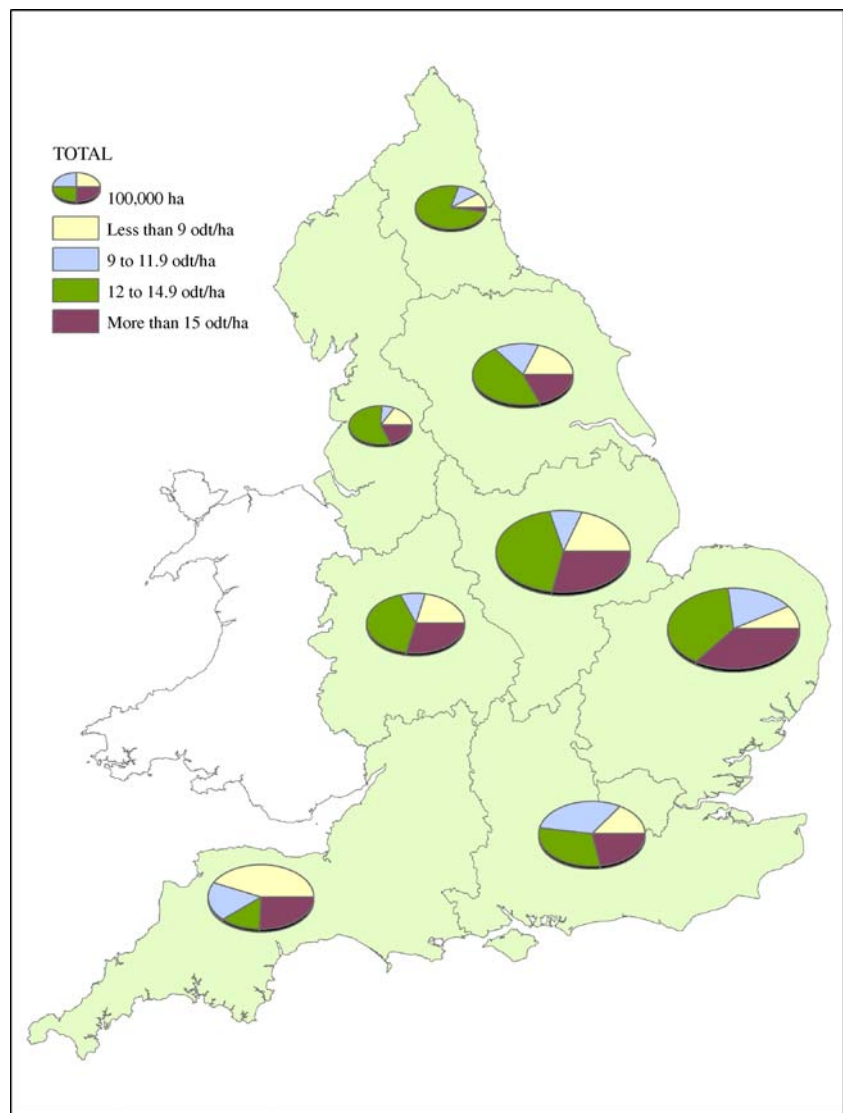 TOTAL
100,000 ha
Less than 9 odt/ha
9 to 11.9 odt/ha
12 to 14.9 odt/ha
More than 15 odt/ha